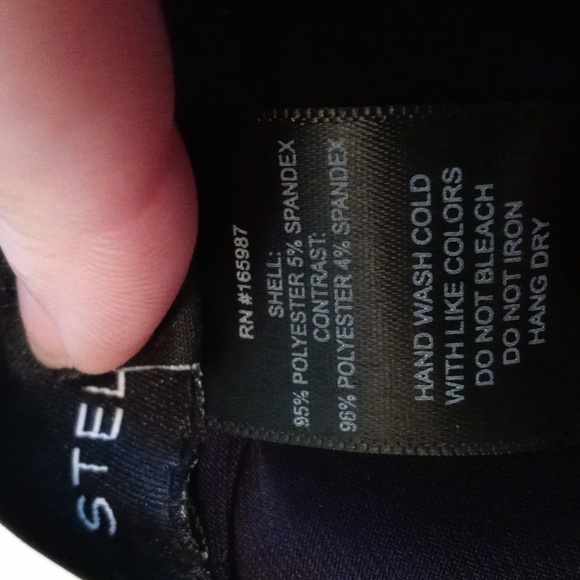 STEL
RN #165987
SHELL:
95% POLYESTER 5% SPANDEX
CONTRAST:
96% POLYESTER 4% SPANDEX
HAND WASH COLD
WITH LIKE COLORS
DO NOT BLEACH
DO NOT IRON
HANG DRY